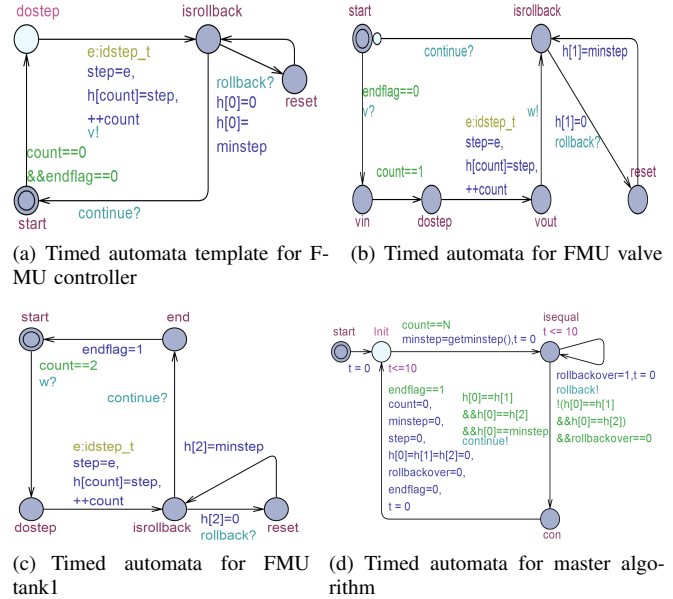 dostep
isrollback
e:idstep_t
step=e,
h[count]=step,
++count
v!
rollback?
h[0]=0
h[0]=
minstep
reset
count==0
&&endflag==0
continue?
start
(a) Timed automata template for F-
MU controller
start
isrollback
continue?
h[1]=minstep
endflag==0
v?
e:idstep_t
step=e,
h[count]=step,
++count
w!
h[1]=0
rollback?
count==1
reset
vin
dostep
vout
(b) Timed automata for FMU valve
start
end
endflag=1
count==2
w?
continue?
e:idstep_t
step=e,
h[count]=step,
++count
h[2]=minstep
h[2]=0
rollback?
dostep
isrollback
reset
(c) Timed automata for FMU
tank1
start
Init
count==N
minstep=getminstep(),t = 0
isequal
t <= 10
t = 0
t<=10
endflag==1
count=0,
minstep=0,
step=0,
h[0]=h[1]=h[2]=0,
rollbackover=0,
endflag=0,
t = 0
h[0]==h[1]
&&h[0]==h[2]
&&h[0]==minstep
continue!
rollbackover=1,t = 0
rollback!
!(h[0]==h[1]
&&h[0]==h[2])
&&rollbackover==0
con
(d) Timed automata for master algo-
rithm